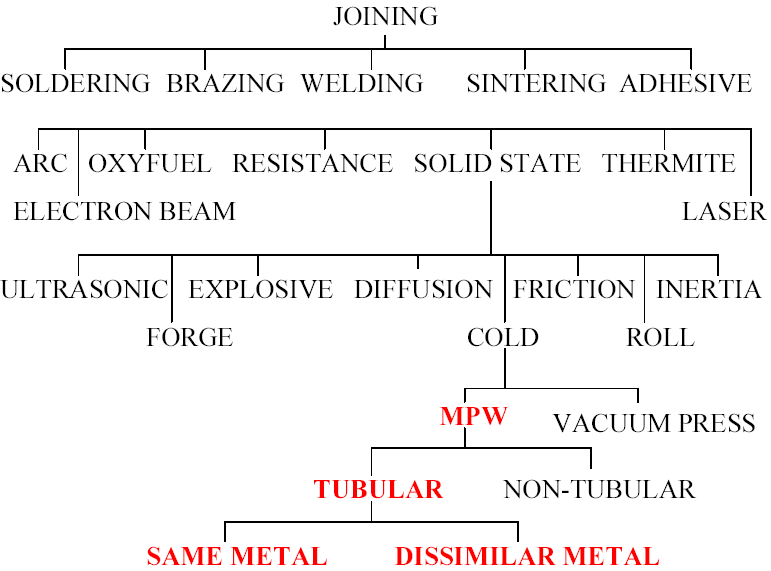 JOINING
SOLDERING BRAZING WELDING SINTERING ADHESIVE
ARC OXYFUEL RESISTANCE SOLID STATE THERMITE
ELECTRON BEAM LASER
ULTRASONIC EXPLOSIVE DIFFUSION FRICTION INERTIA
FORGE COLD ROLL
MPW VACUUM PRESS
TUBULAR NON-TUBULAR
SAME METAL DISSIMILAR METAL